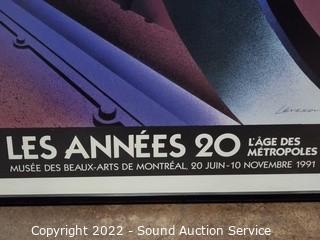 LES ANNÉES 20 L'ÂGE DES MÉTROPOLES
MUSÉE DES BEAUX-ARTS DE MONTRÉAL, 20 JUIN-10 NOVEMBRE 1991
Copyright 2022 - Sound Auction Service